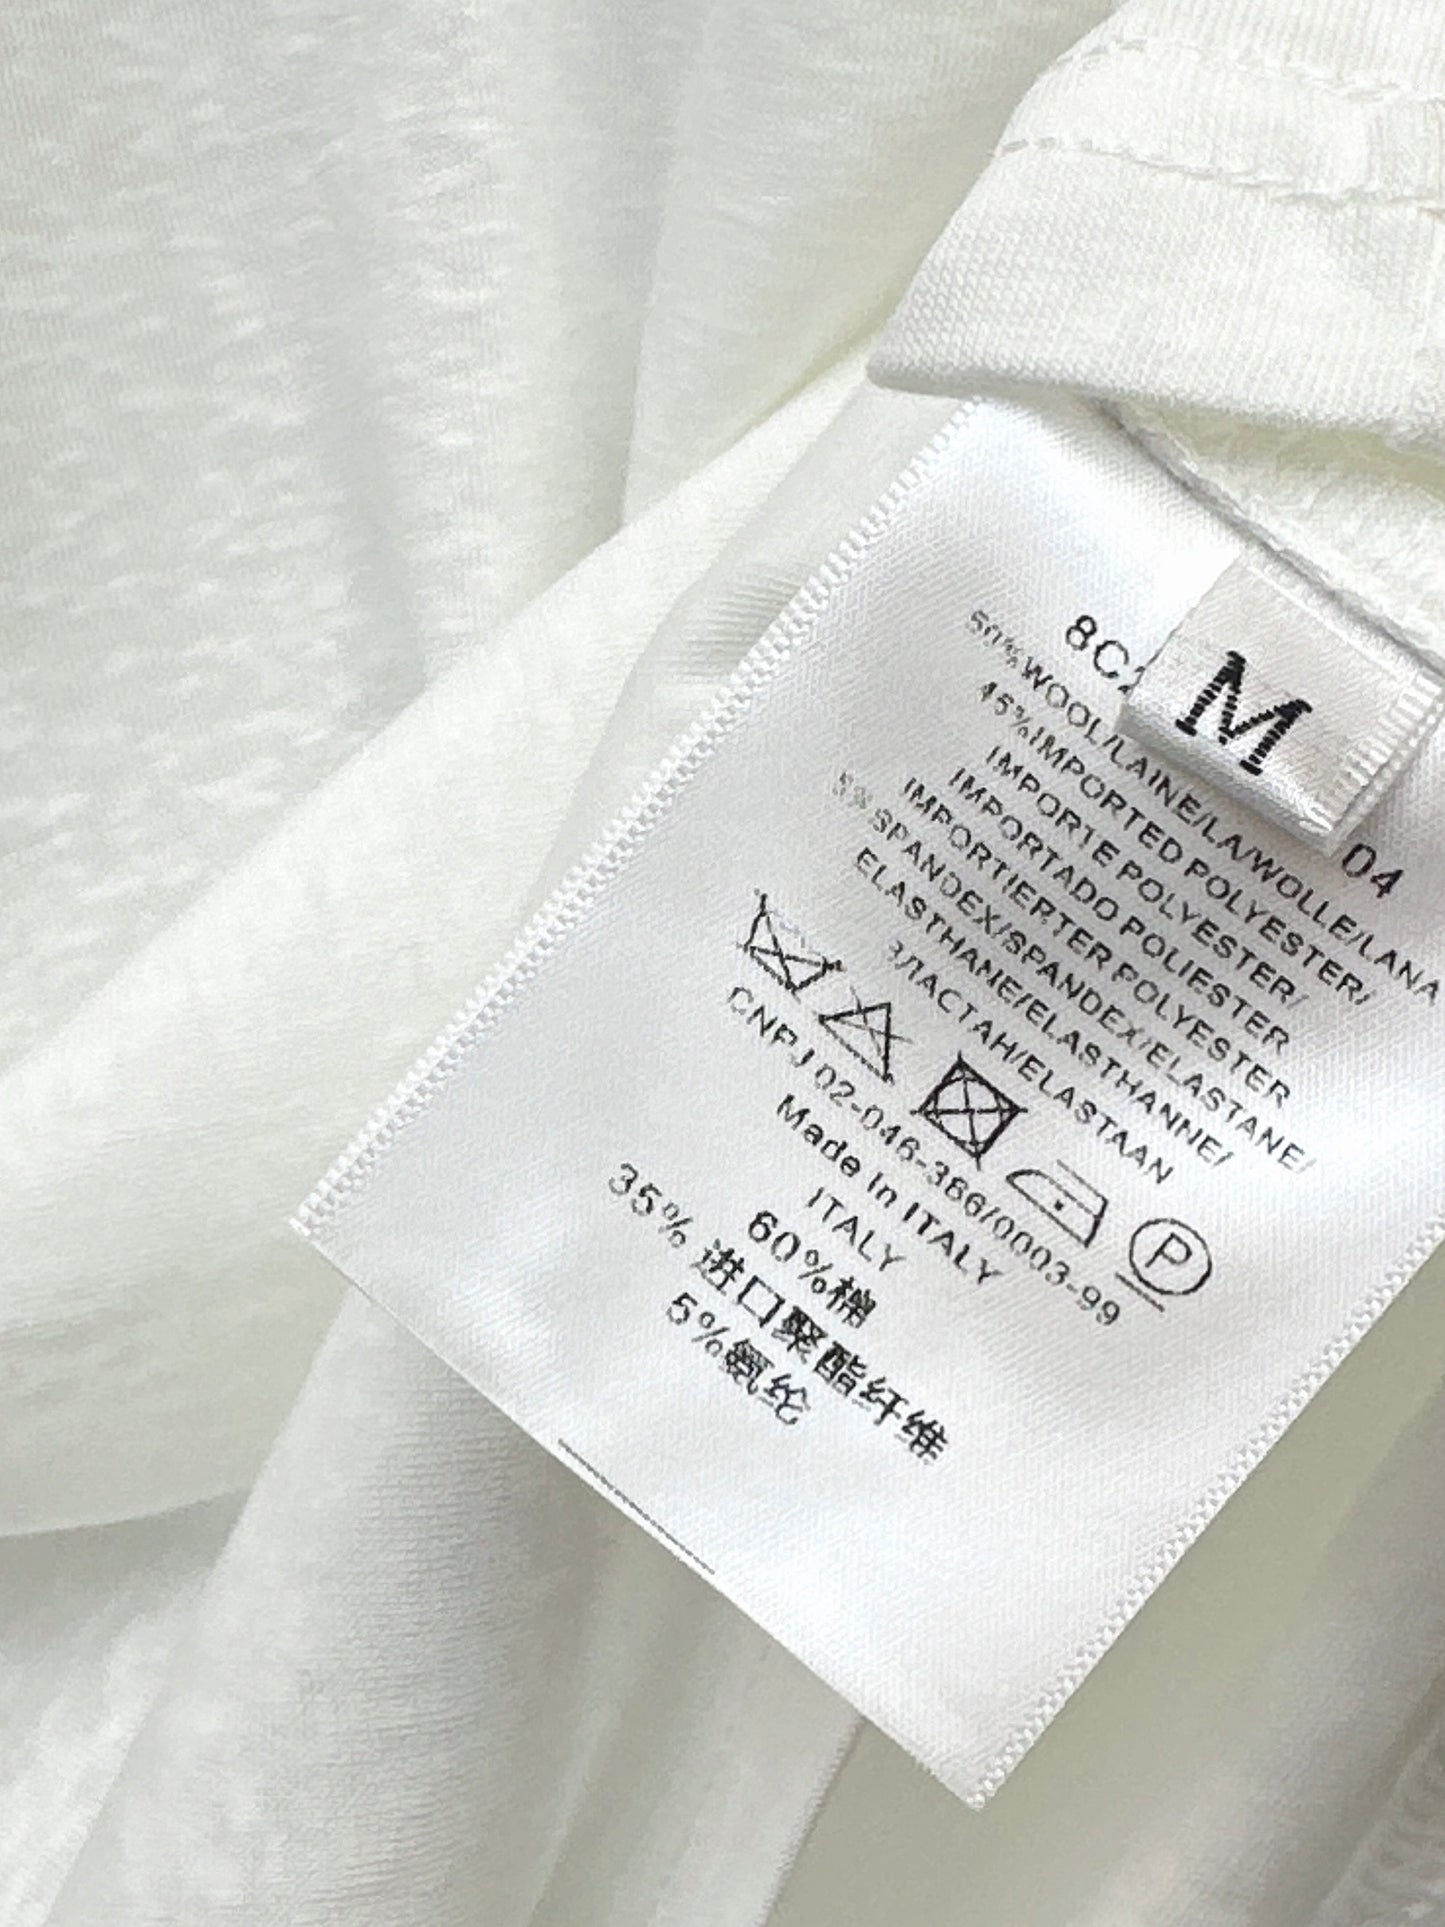 M
8C2
04
50%WOOL/LAINE/LA/WOLLE/LANA
45%IMPORTED POLYESTER/
IMPORTE POLYESTER/
IMPORTADO POLIESTER
IMPORTIERTER POLYESTER
5%SPANDEX/SPANDEX/ELASTANE/
ELASTHANE/ELASTHANNE/
ЭЛАСТАН/ELASTAAN
P
CNPJ 02-046-386/0003-99
Made In ITALY
ITALY
60%棉
35% 进口聚酯纤维
5%氨纶